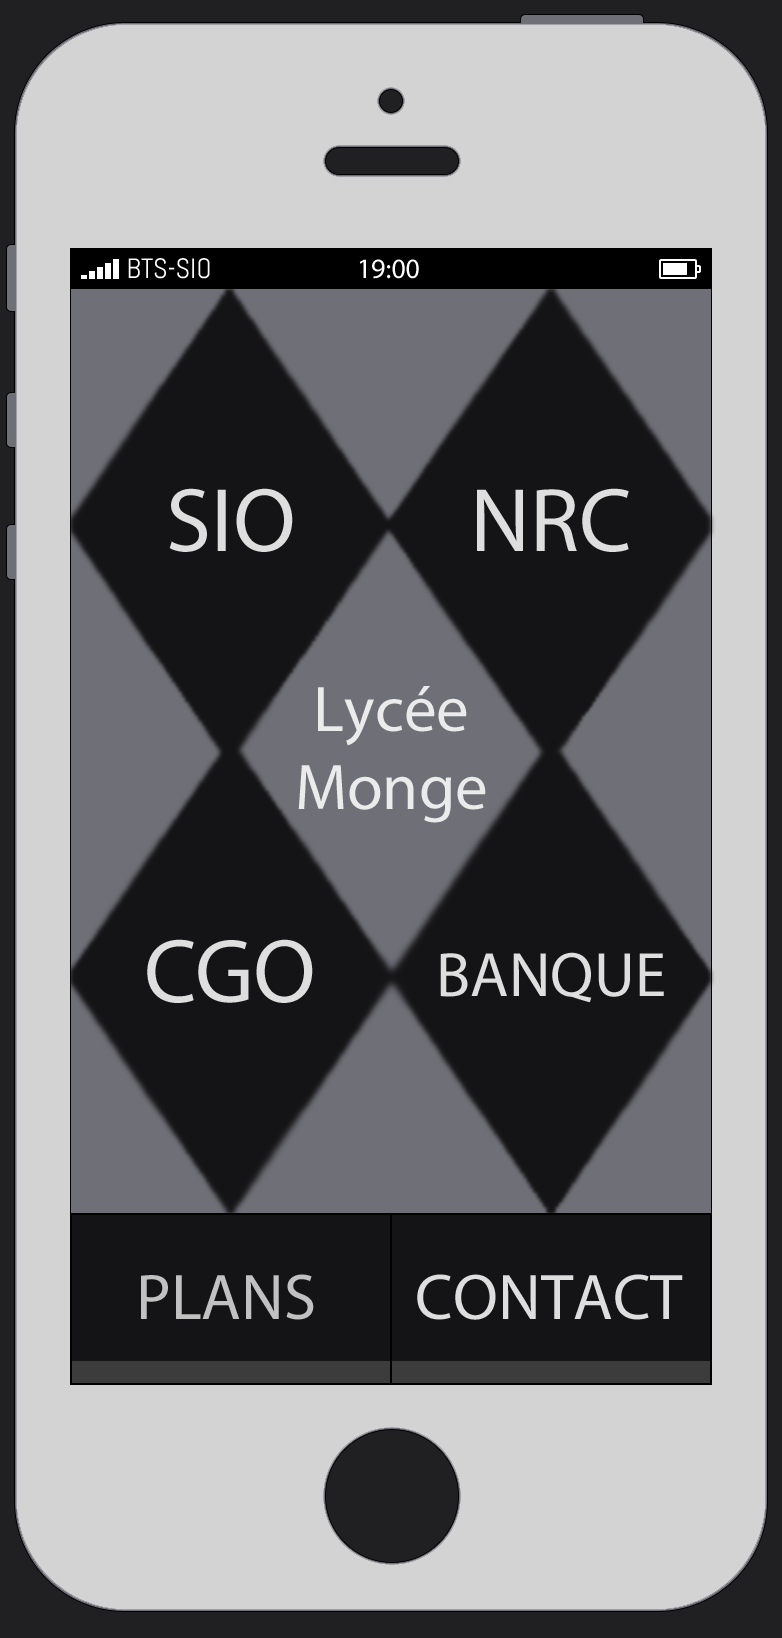 BTS-SIO
19:00
SIO
NRC
Lycée
Monge
CGO
BANQUE
PLANS
CONTACT